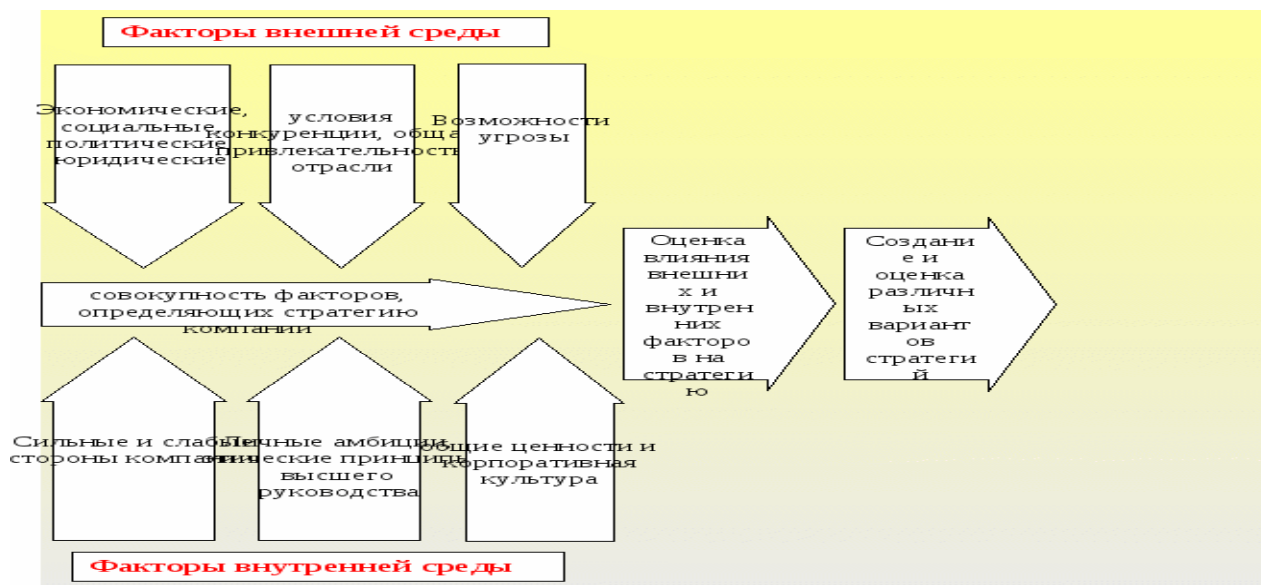 Факторы внешней среды
Экономические,
социальные,
политические,
юридические
условия
конкуренции, обща
привлекательность
отрасли
Возможности
угрозы
совокупность факторов,
определяющих стратегию
компании
Оценка
влияния
внешни
х и
внутрен
них
факторо
в на
стратеги
ю
Создани
е и
оценка
различн
ых
вариант
ов
стратеги
й
Сильные и слабые
стороны компании
Личные амбиции,
этические принципы
высшего
руководства
общие ценности и
корпоративная
культура
Факторы внутренней среды